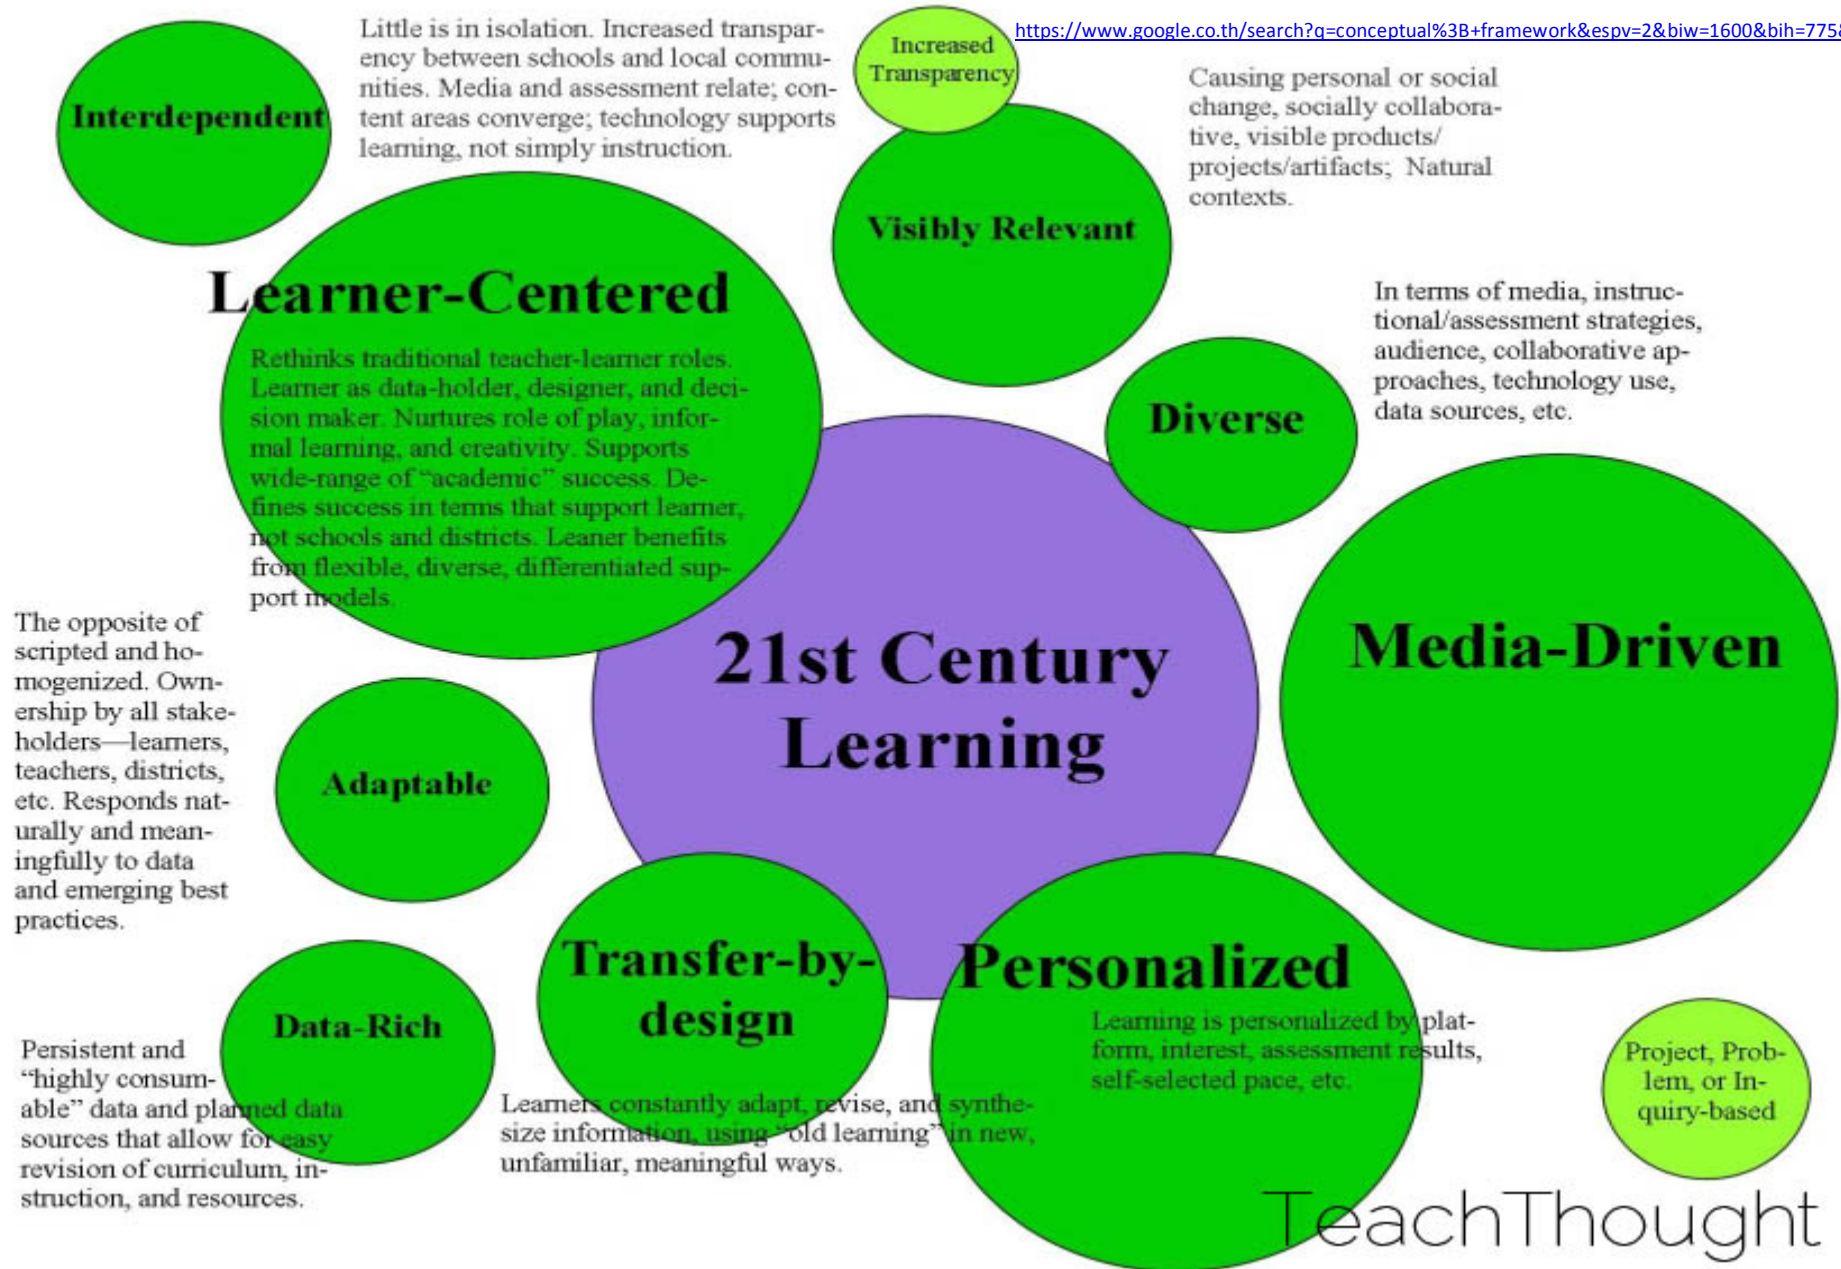 https://www.google.co.th/search?q=conceptual%3B+framework&espv=2&biw=1600&bih=775&
Interdependent
Little is in isolation. Increased transpar-
ency between schools and local commu-
nities. Media and assessment relate; con-
tent areas converge; technology supports
learning, not simply instruction.
Increased
Transparency
Visibly Relevant
Causing personal or social
change, socially collabora-
tive, visible products/
projects/artifacts; Natural
contexts.
Learner-Centered
Rethinks traditional teacher-learner roles.
Learner as data-holder, designer, and deci-
sion maker. Nurtures role of play, infor-
mal learning, and creativity. Supports
wide-range of “academic” success. De-
fines success in terms that support learner,
not schools and districts. Leaner benefits
from flexible, diverse, differentiated sup-
port models.
Diverse
In terms of media, instruc-
tional/assessment strategies,
audience, collaborative ap-
proaches, technology use,
data sources, etc.
21st Century
Learning
Media-Driven
The opposite of
scripted and ho-
mogenized. Own-
ership by all stake-
holders—learners,
teachers, districts,
etc. Responds nat-
urally and mean-
ingfully to data
and emerging best
practices.
Adaptable
Data-Rich
Persistent and
“highly consum-
able” data and planned data
sources that allow for easy
revision of curriculum, in-
struction, and resources.
Transfer-by-
design
Learners constantly adapt, revise, and synthe-
size information, using “old learning” in new,
unfamiliar, meaningful ways.
Personalized
Learning is personalized by plat-
form, interest, assessment results,
self-selected pace, etc.
Project, Prob-
lem, or In-
quiry-based
TeachThought